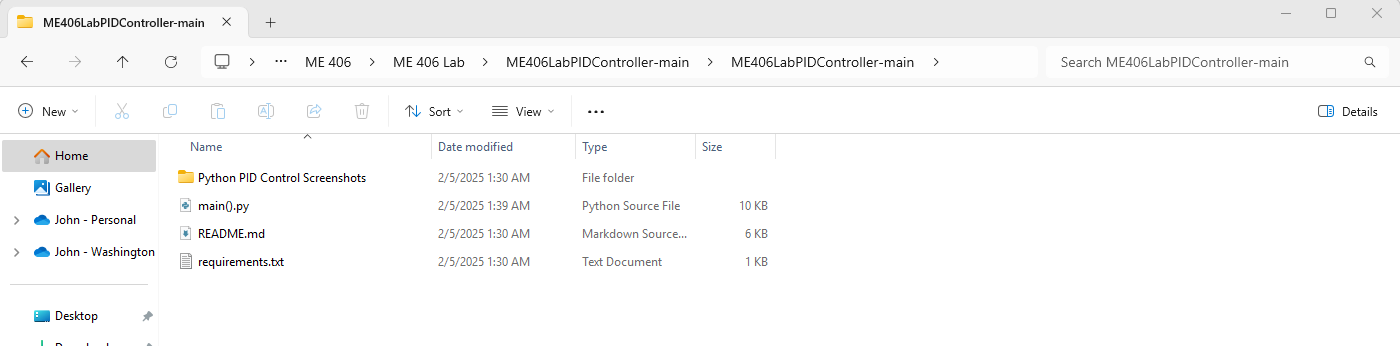 ME406LabPIDController-main
ME 406 ME 406 Lab ME406LabPIDController-main ME406LabPIDController-main Search ME406LabPIDController-main
New Sort View Details
Name Date modified Type Size
Home
Gallery
John - Personal
John - Washington
Desktop
Python PID Control Screenshots 2/5/2025 1:30 AM File folder
main().py 2/5/2025 1:39 AM Python Source File 10 KB
README.md 2/5/2025 1:30 AM Markdown Source... 6 KB
requirements.txt 2/5/2025 1:30 AM Text Document 1 KB